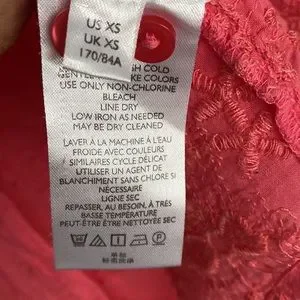 US XS
UK XS
170/84A
COLD
GENTLE COLORS
USE ONLY NON-CHLORINE
BLEACH
LINE DRY
LOW IRON AS NEEDED
MAY BE DRY CLEANED
LAVER À LA MACHINE À L'EAU
FROIDE AVEC COULEURS
SIMILAIRES CYCLE DÉLICAT
UTILISER UN AGENT DE
BLANCHIMENT SANS CHLORE SI
NÉCESSAIRE
LIGNE SEC
REPASSER, AU BESOIN, À TRÈS
BASSE TEMPÉRATURE
PEUT-ÊTRE ÊTRE NETTOYÉE SEC